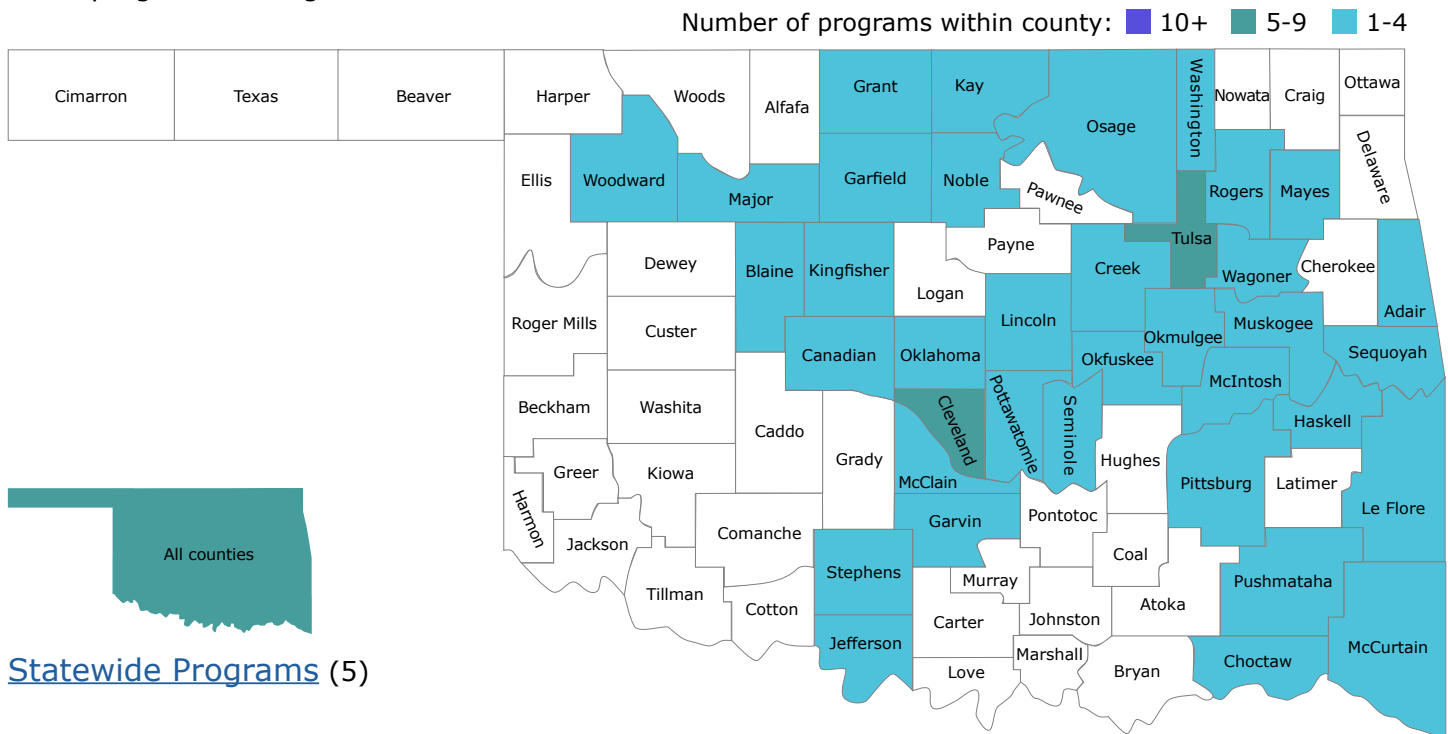 Number of programs within county: 10+ 5-9 1-4
Cimarron
Texas
Beaver
Harper
Woods
Alfafa
Grant
Kay
Osage
Washington
Nowata
Craig
Ottawa
Delaware
Ellis
Woodward
Major
Garfield
Noble
Pawnee
Rogers
Mayes
Tulsa
Dewey
Blaine
Kingfisher
Payne
Logan
Creek
Wagoner
Cherokee
Adair
Roger Mills
Custer
Canadian
Oklahoma
Lincoln
Okmulgee
Muskogee
Okfuskee
Sequoyah
McIntosh
Beckham
Washita
Caddo
Grady
Cleveland
Pottawatomie
Seminole
Hughes
Haskell
Greer
Kiowa
McClain
Pittsburg
Latimer
Le Flore
Harmon
Jackson
Comanche
Garvin
Pontotoc
Coal
All counties
Tillman
Cotton
Stephens
Murray
Johnston
Atoka
Pushmataha
Jefferson
Carter
Marshall
Love
Bryan
Choctaw
McCurtain
Statewide Programs (5)